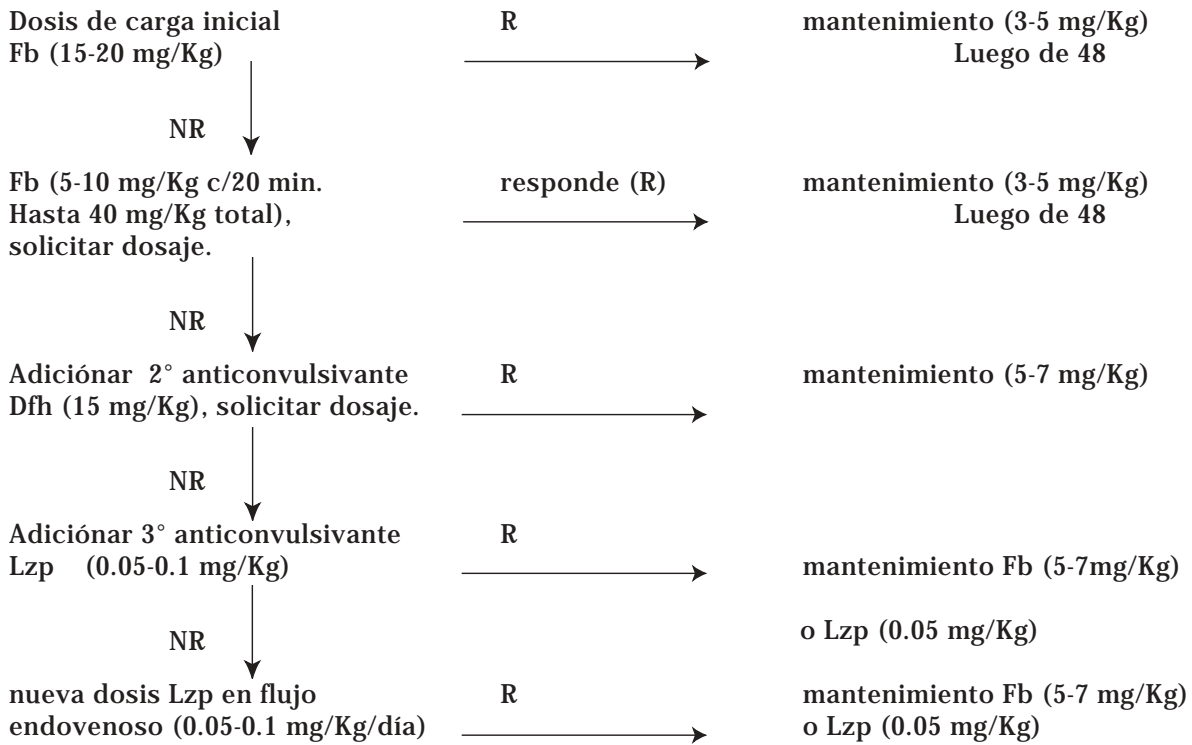 Dosis de carga inicial R mantenimiento (3-5 mg/Kg)
Fb (15-20 mg/Kg) Luego de 48
NR
Fb (5-10 mg/Kg c/20 min. responde (R) mantenimiento (3-5 mg/Kg)
Hasta 40 mg/Kg total), Luego de 48
solicitar dosaje.
NR
Adiciónar 2° anticonvulsivante R mantenimiento (5-7 mg/Kg)
Dfh (15 mg/Kg), solicitar dosaje.
NR
Adiciónar 3° anticonvulsivante R
Lzp (0.05-0.1 mg/Kg) mantenimiento Fb (5-7mg/Kg)
NR o Lzp (0.05 mg/Kg)
nueva dosis Lzp en flujo R mantenimiento Fb (5-7 mg/Kg)
endovenoso (0.05-0.1 mg/Kg/día) o Lzp (0.05 mg/Kg)